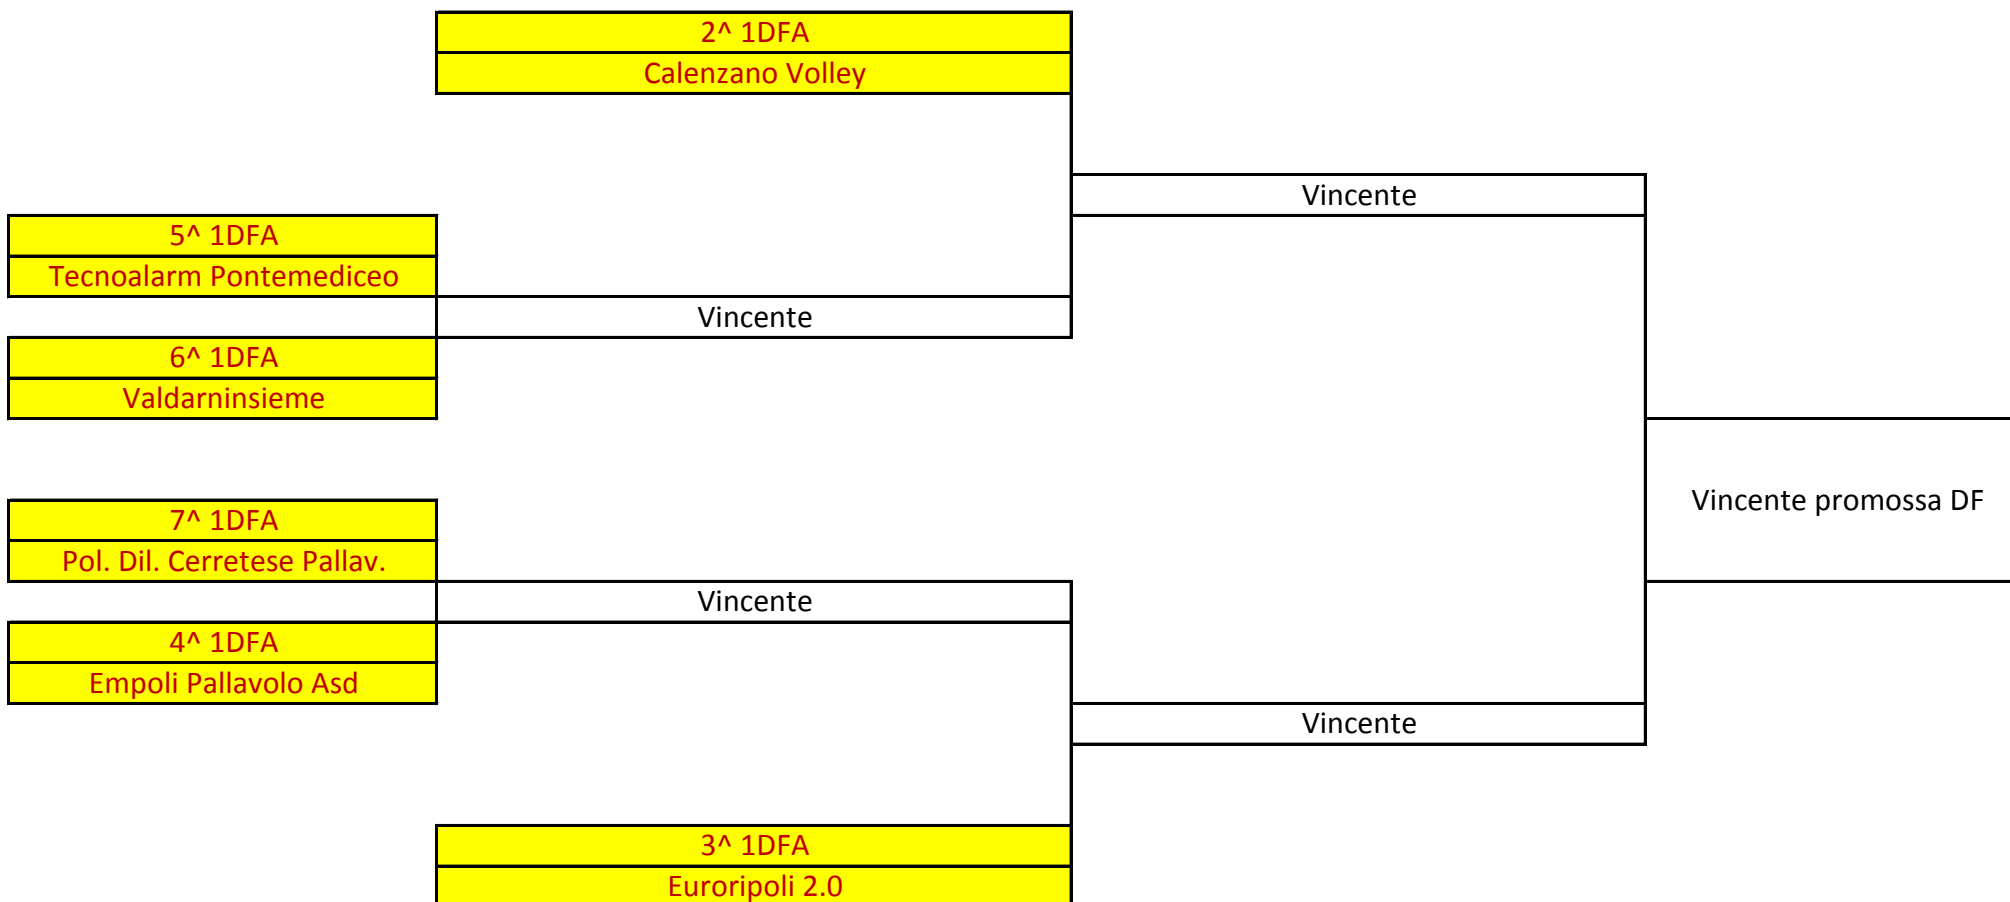 2^ 1DFA
Calenzano Volley
Vincente
5^ 1DFA
Tecnoalarm Pontemediceo
Vincente
6^ 1DFA
Valdarninsieme
Vincente promossa DF
7^ 1DFA
Pol. Dil. Cerretese Pallav.
Vincente
4^ 1DFA
Empoli Pallavolo Asd
Vincente
3^ 1DFA
Euroripoli 2.0